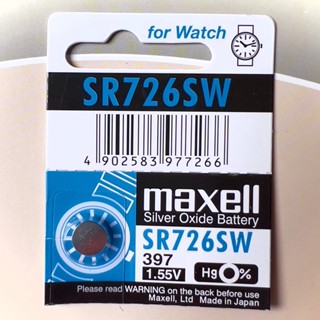 for Watch
SR726SW
4 902583 977266
maxell
Silver Oxide Battery
SR726SW
397
1.55V
Hg 0%
Please read WARNING on the back before use
Maxell, Ltd Made in Japan